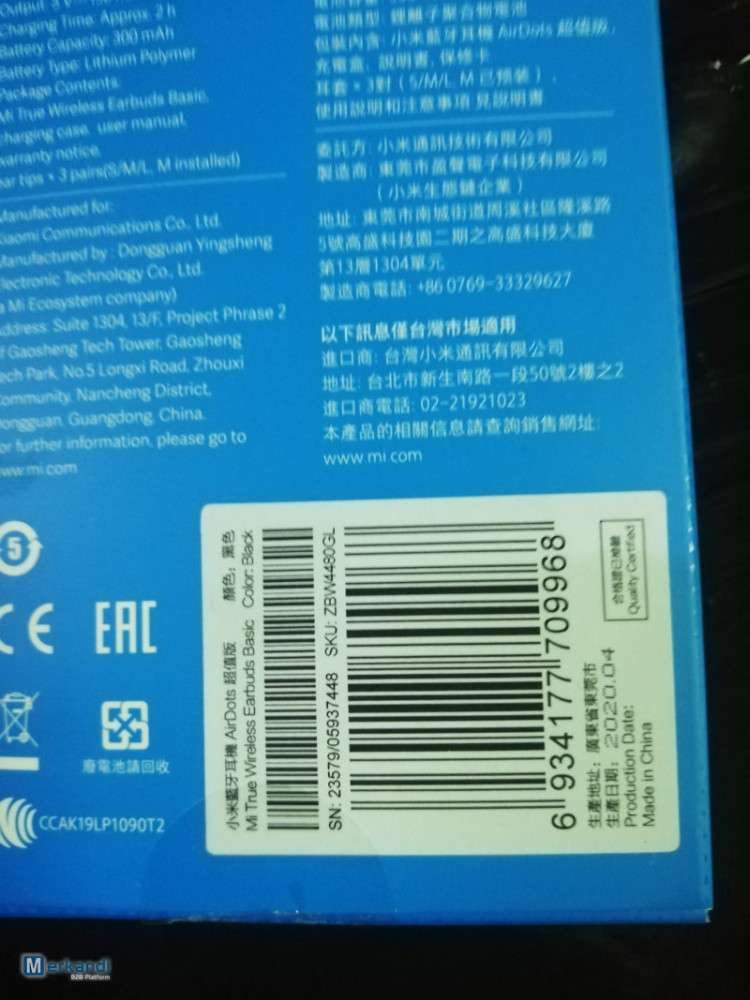 Charging Time: Approx. 2 h
Battery Capacity: 300 mAh
Battery Type: Lithium Polymer
Package Contents:
Mi True Wireless Earbuds Basic,
charging case, user manual,
warranty notice,
ear tips × 3 pairs(S/M/L, M installed)
Manufactured for:
Xiaomi Communications Co., Ltd.
Manufactured by: Dongguan Yingsheng
Electronic Technology Co., Ltd.
(a Mi Ecosystem company)
Address: Suite 1304, 13/F, Project Phrase 2
of Gaosheng Tech Tower, Gaosheng
Tech Park, No.5 Longxi Road, Zhouxi
Community, Nancheng District,
Dongguan, Guangdong, China.
For further information, please go to
www.mi.com
電池類型: 鋰離子聚合物電池
包裝內含: 小米藍牙耳機 AirDots 超值版,
充電盒, 說明書, 保修卡
耳套 × 3對 ( S/M/L, M 已預裝 ) ,
使用說明和注意事項 見說明書
委託方: 小米通訊技術有限公司
製造商: 東莞市盈聲電子科技有限公司
( 小米生態鏈企業 )
地址: 東莞市南城街道周溪社區隆溪路
5號高盛科技園二期之高盛科技大廈
第13層1304單元
製造商電話: +86 0769-33329627
以下訊息僅台灣市場適用
進口商: 台灣小米通訊有限公司
地址: 台北市新生南路一段50號2樓之2
進口商電話: 02-21921023
本產品的相關信息請查詢銷售網址:
www.mi.com
5
CE
EAC
廢電池請回收
CCAK19LP1090T2
小米藍牙耳機 AirDots 超值版 顏色: 黑色
Mi True Wireless Earbuds Basic Color: Black
SN: 23579/05937448 SKU: ZBW4480GL
6 934177 709968
合格證已檢驗
Quality Certified
生產地址: 廣東省東莞市
生產日期: 2020.04
Production Date:
Made in China
Merkandi
B2B Platform